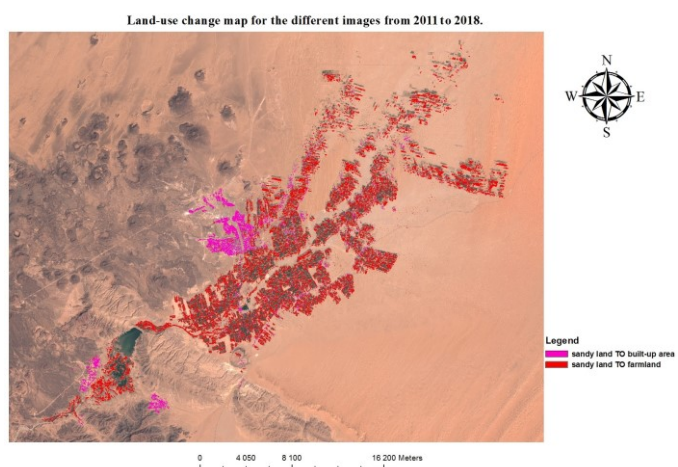 Land-use change map for the different images from 2011 to 2018.
N
W E
S
Legend
sandy land TO built-up area
sandy land TO farmland
0 4 050 8 100 16 200 Meters